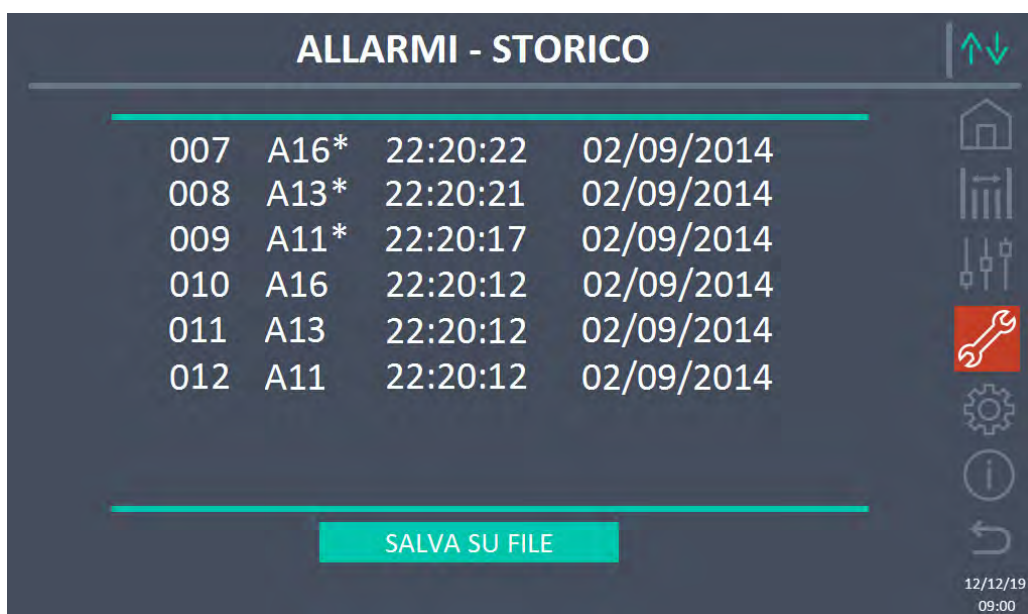 ALLARMI - STORICO
007 A16* 22:20:22 02/09/2014
008 A13* 22:20:21 02/09/2014
009 A11* 22:20:17 02/09/2014
010 A16 22:20:12 02/09/2014
011 A13 22:20:12 02/09/2014
012 A11 22:20:12 02/09/2014
SALVA SU FILE
12/12/19
09:00